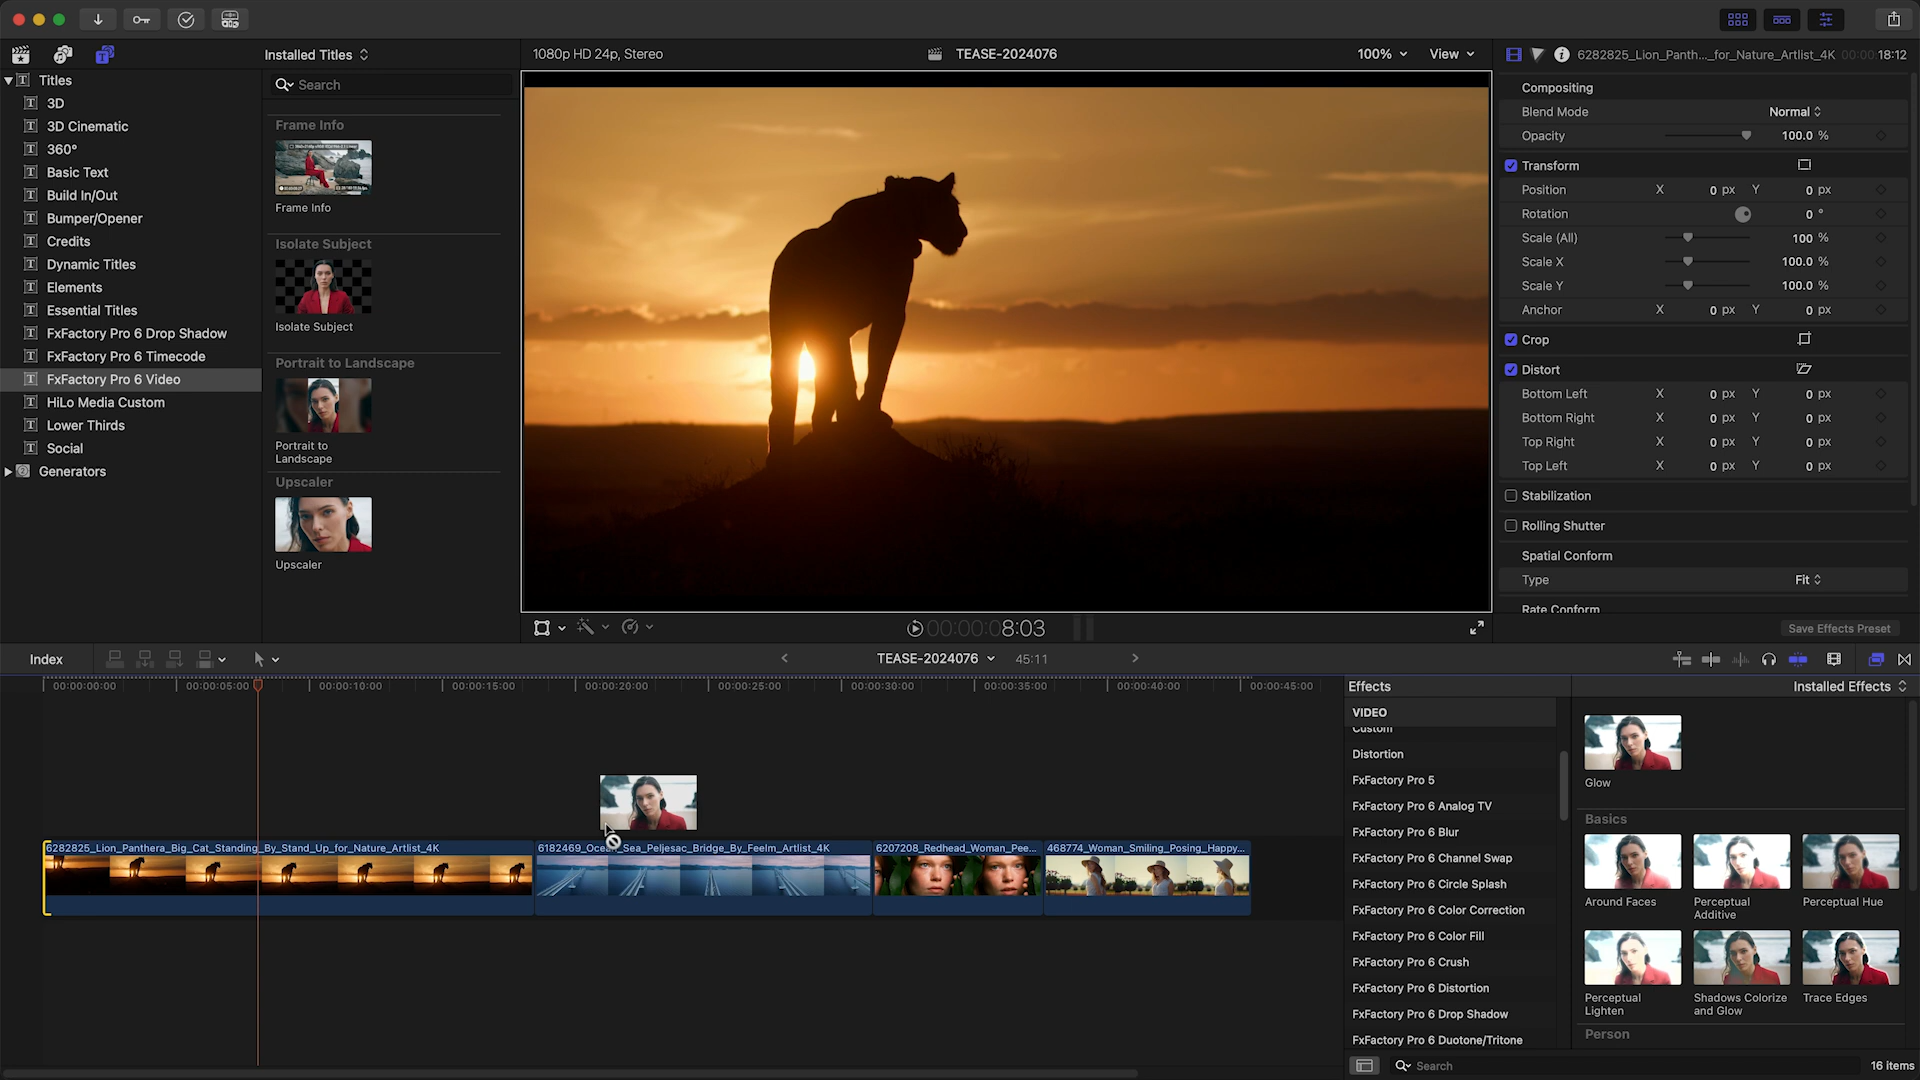 Installed Titles
1080p HD 24p, Stereo
TEASE-2024076
100%
View
6282825_Lion_Panth..._for_Nature_Artlist_4K
00:00:18:12
Titles
3D
3D Cinematic
360°
Basic Text
Build In/Out
Bumper/Opener
Credits
Dynamic Titles
Elements
Essential Titles
FxFactory Pro 6 Drop Shadow
FxFactory Pro 6 Timecode
FxFactory Pro 6 Video
HiLo Media Custom
Lower Thirds
Social
Generators
Search
Frame Info
Frame Info
Isolate Subject
Isolate Subject
Portrait to Landscape
Portrait to
Landscape
Upscaler
Upscaler
Compositing
Blend Mode Normal
Opacity 100.0 %
Transform
Position X 0 px Y 0 px
Rotation 0 °
Scale (All) 100 %
Scale X 100.0 %
Scale Y 100.0 %
Anchor X 0 px Y 0 px
Crop
Distort
Bottom Left X 0 px Y 0 px
Bottom Right X 0 px Y 0 px
Top Right X 0 px Y 0 px
Top Left X 0 px Y 0 px
Stabilization
Rolling Shutter
Spatial Conform
Type Fit
Rate Conform
Save Effects Preset
00:00:08:03
Index
TEASE-2024076
45:11
00:00:00:00
00:00:05:00
00:00:10:00
00:00:15:00
00:00:20:00
00:00:25:00
00:00:30:00
00:00:35:00
00:00:40:00
00:00:45:00
6282825_Lion_Panthera_Big_Cat_Standing_By_Stand_Up_for_Nature_Artlist_4K
6182469_Ocean_Sea_Peljesac_Bridge_By_Feelm_Artlist_4K
6207208_Redhead_Woman_Pee...
468774_Woman_Smiling_Posing_Happy...
Effects
Installed Effects
VIDEO
Custom
Distortion
FxFactory Pro 5
FxFactory Pro 6 Analog TV
FxFactory Pro 6 Blur
FxFactory Pro 6 Channel Swap
FxFactory Pro 6 Circle Splash
FxFactory Pro 6 Color Correction
FxFactory Pro 6 Color Fill
FxFactory Pro 6 Crush
FxFactory Pro 6 Distortion
FxFactory Pro 6 Drop Shadow
FxFactory Pro 6 Duotone/Tritone
Glow
Basics
Around Faces
Perceptual
Additive
Perceptual Hue
Perceptual
Lighten
Shadows Colorize
and Glow
Trace Edges
Person
Search
16 items